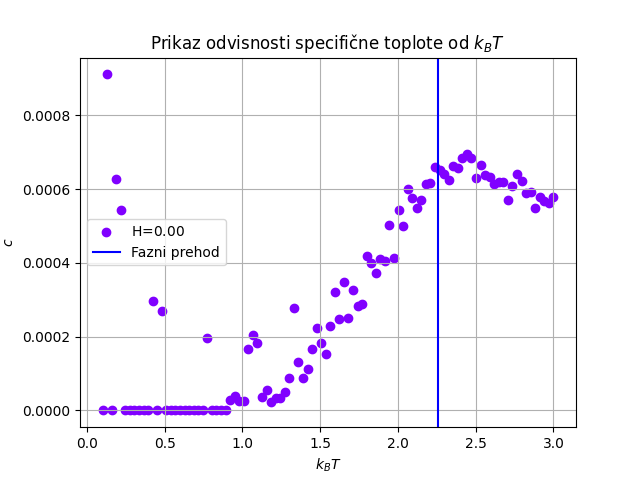 Prikaz odvisnosti specifične toplote od k_BT
c
0.0008
0.0006
0.0004
0.0002
0.0000
H=0.00
Fazni prehod
0.0 0.5 1.0 1.5 2.0 2.5 3.0
k_BT